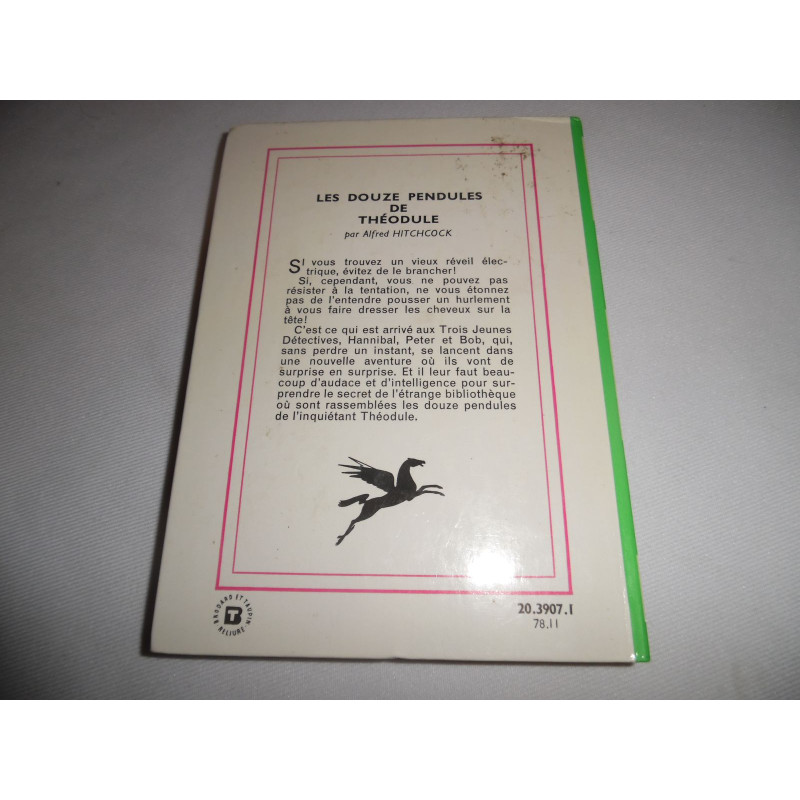 LES DOUZE PENDULES
DE
THÉODULE
par Alfred HITCHCOCK
SI vous trouvez un vieux réveil élec-
trique, évitez de le brancher!
Si, cependant, vous ne pouvez pas
résister à la tentation, ne vous étonnez
pas de l'entendre pousser un hurlement
à vous faire dresser les cheveux sur la
tête!
C'est ce qui est arrivé aux Trois Jeunes
Détectives, Hannibal, Peter et Bob, qui,
sans perdre un instant, se lancent dans
une nouvelle aventure où ils vont de
surprise en surprise. Et il leur faut beau-
coup d'audace et d'intelligence pour sur-
prendre le secret de l'étrange bibliothèque
où sont rassemblées les douze pendules
de l'inquiétant Théodule.
BRODARD ET TAUPIN
RELIURE
20.3907.1
78.11